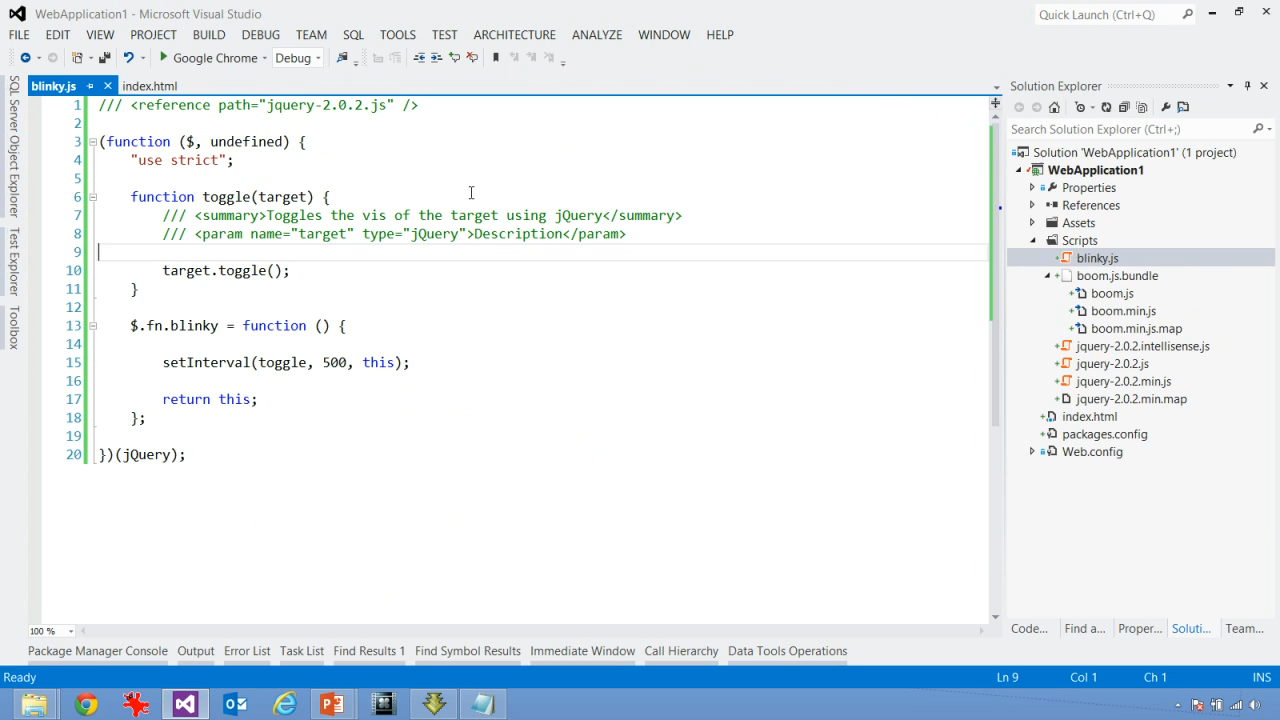 WebApplication1 - Microsoft Visual Studio
Quick Launch (Ctrl+Q)
FILE EDIT VIEW PROJECT BUILD DEBUG TEAM SQL TOOLS TEST ARCHITECTURE ANALYZE WINDOW HELP
Google Chrome Debug
SQL Server Object Explorer
Test Explorer
Toolbox
blinky.js index.html
1 /// <reference path="jquery-2.0.2.js" />
2
3 (function ($, undefined) {
4 "use strict";
5
6 function toggle(target) {
7 /// <summary>Toggles the vis of the target using jQuery</summary>
8 /// <param name="target" type="jQuery">Description</param>
9
10 target.toggle();
11 }
12
13 $.fn.blinky = function () {
14
15 setInterval(toggle, 500, this);
16
17 return this;
18 };
19
20 })(jQuery);
100 %
Solution Explorer
Search Solution Explorer (Ctrl+;)
Solution 'WebApplication1' (1 project)
WebApplication1
Properties
References
Assets
Scripts
blinky.js
boom.js.bundle
boom.js
boom.min.js
boom.min.js.map
jquery-2.0.2.intellisense.js
jquery-2.0.2.js
jquery-2.0.2.min.js
jquery-2.0.2.min.map
index.html
packages.config
Web.config
Code... Find a... Proper... Soluti... Team...
Package Manager Console Output Error List Task List Find Results 1 Find Symbol Results Immediate Window Call Hierarchy Data Tools Operations
Ready Ln 9 Col 1 Ch 1 INS